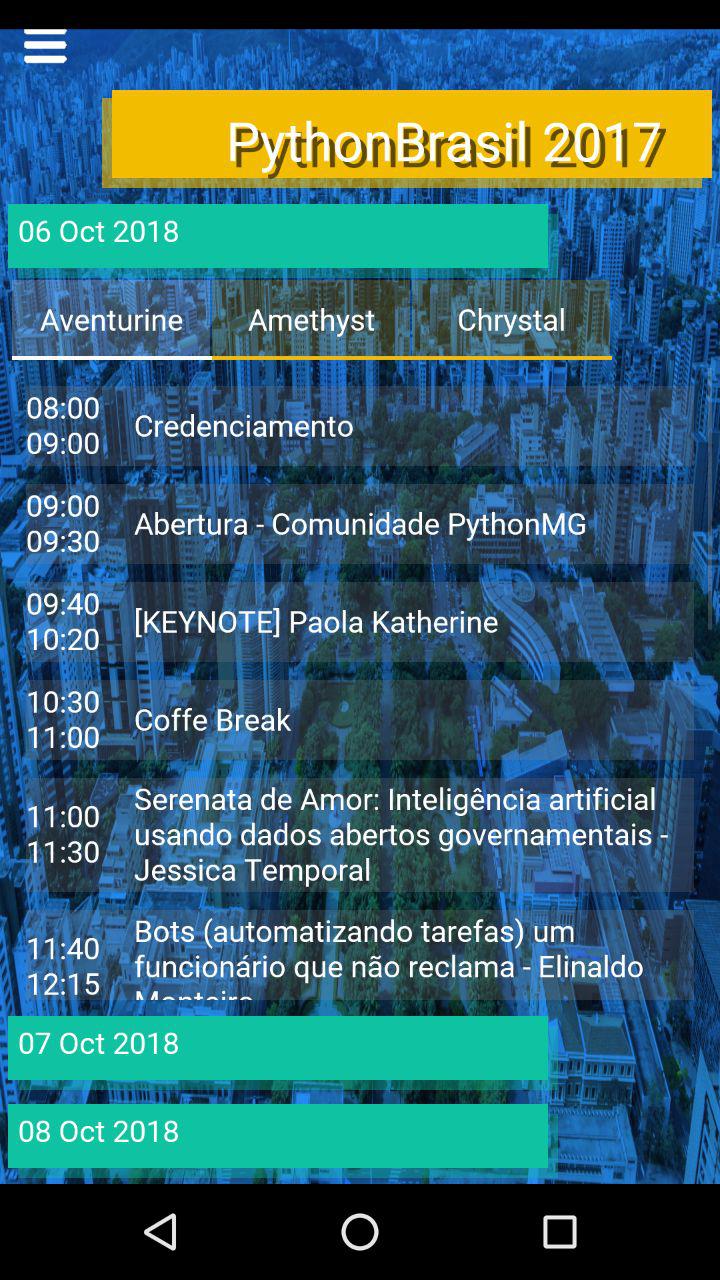 PythonBrasil 2017
06 Oct 2018
Aventurine Amethyst Chrystal
08:00
09:00
Credenciamento
09:00
09:30
Abertura - Comunidade PythonMG
09:40
10:20
[KEYNOTE] Paola Katherine
10:30
11:00
Coffe Break
11:00
11:30
Serenata de Amor: Inteligência artificial
usando dados abertos governamentais -
Jessica Temporal
11:40
12:15
Bots (automatizando tarefas) um
funcionário que não reclama - Elinaldo
07 Oct 2018
08 Oct 2018